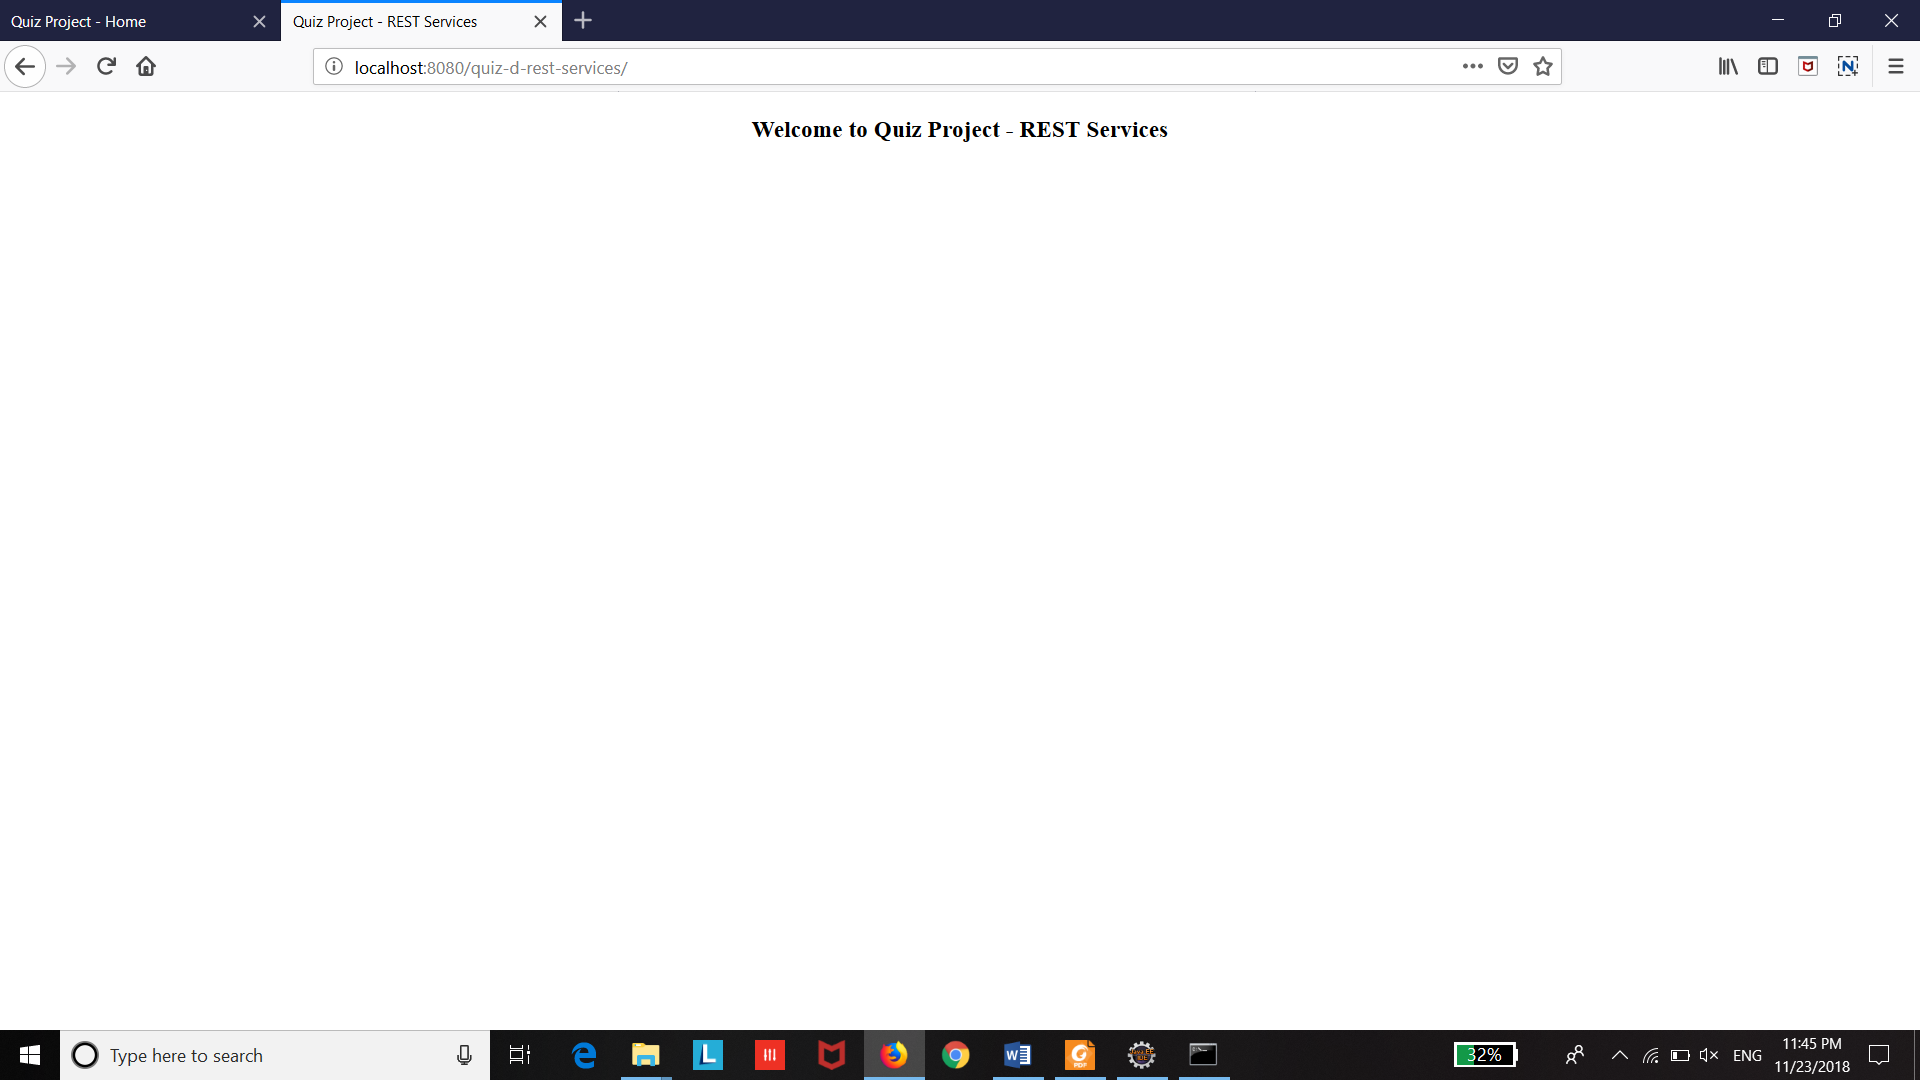 Quiz Project - Home
Quiz Project - REST Services
localhost:8080/quiz-d-rest-services/
Welcome to Quiz Project - REST Services
Type here to search
32%
ENG
11:45 PM
11/23/2018